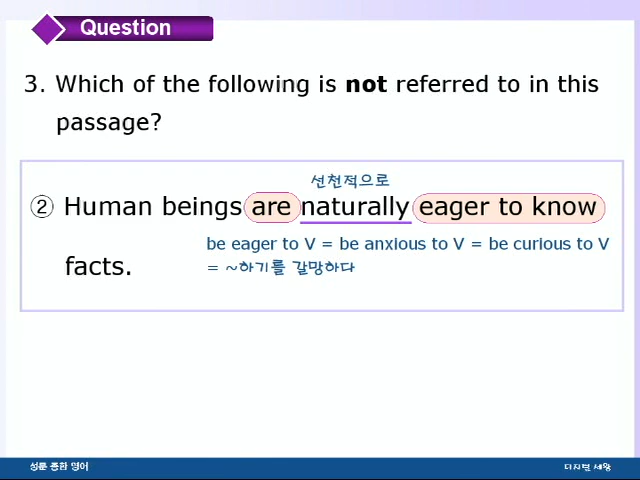 Question
3. Which of the following is not referred to in this
passage?
선천적으로
② Human beings are naturally eager to know
be eager to V = be anxious to V = be curious to V
facts.
= ~하기를 갈망하다
성문 종합 영어
디지털 세왕